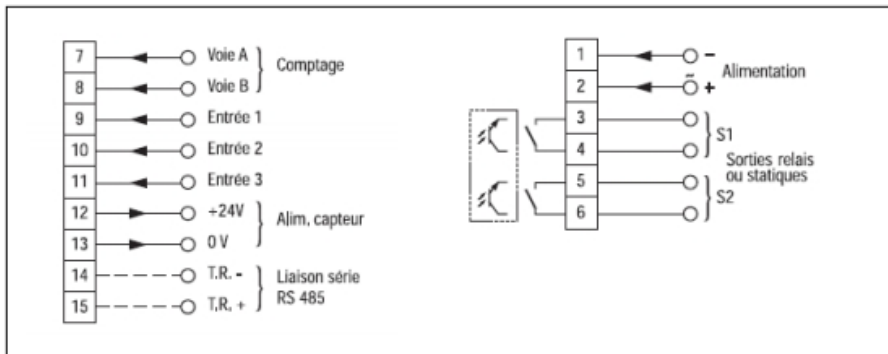 7 Voie A
Comptage
8 Voie B
9 Entrée 1
10 Entrée 2
11 Entrée 3
12 +24V
Alim. capteur
13 0 V
14 T.R. -
Liaison série
RS 485
15 T.R. +
1 -
Alimentation
2 ~ +
3
S1
4
Sorties relais
ou statiques
5
S2
6